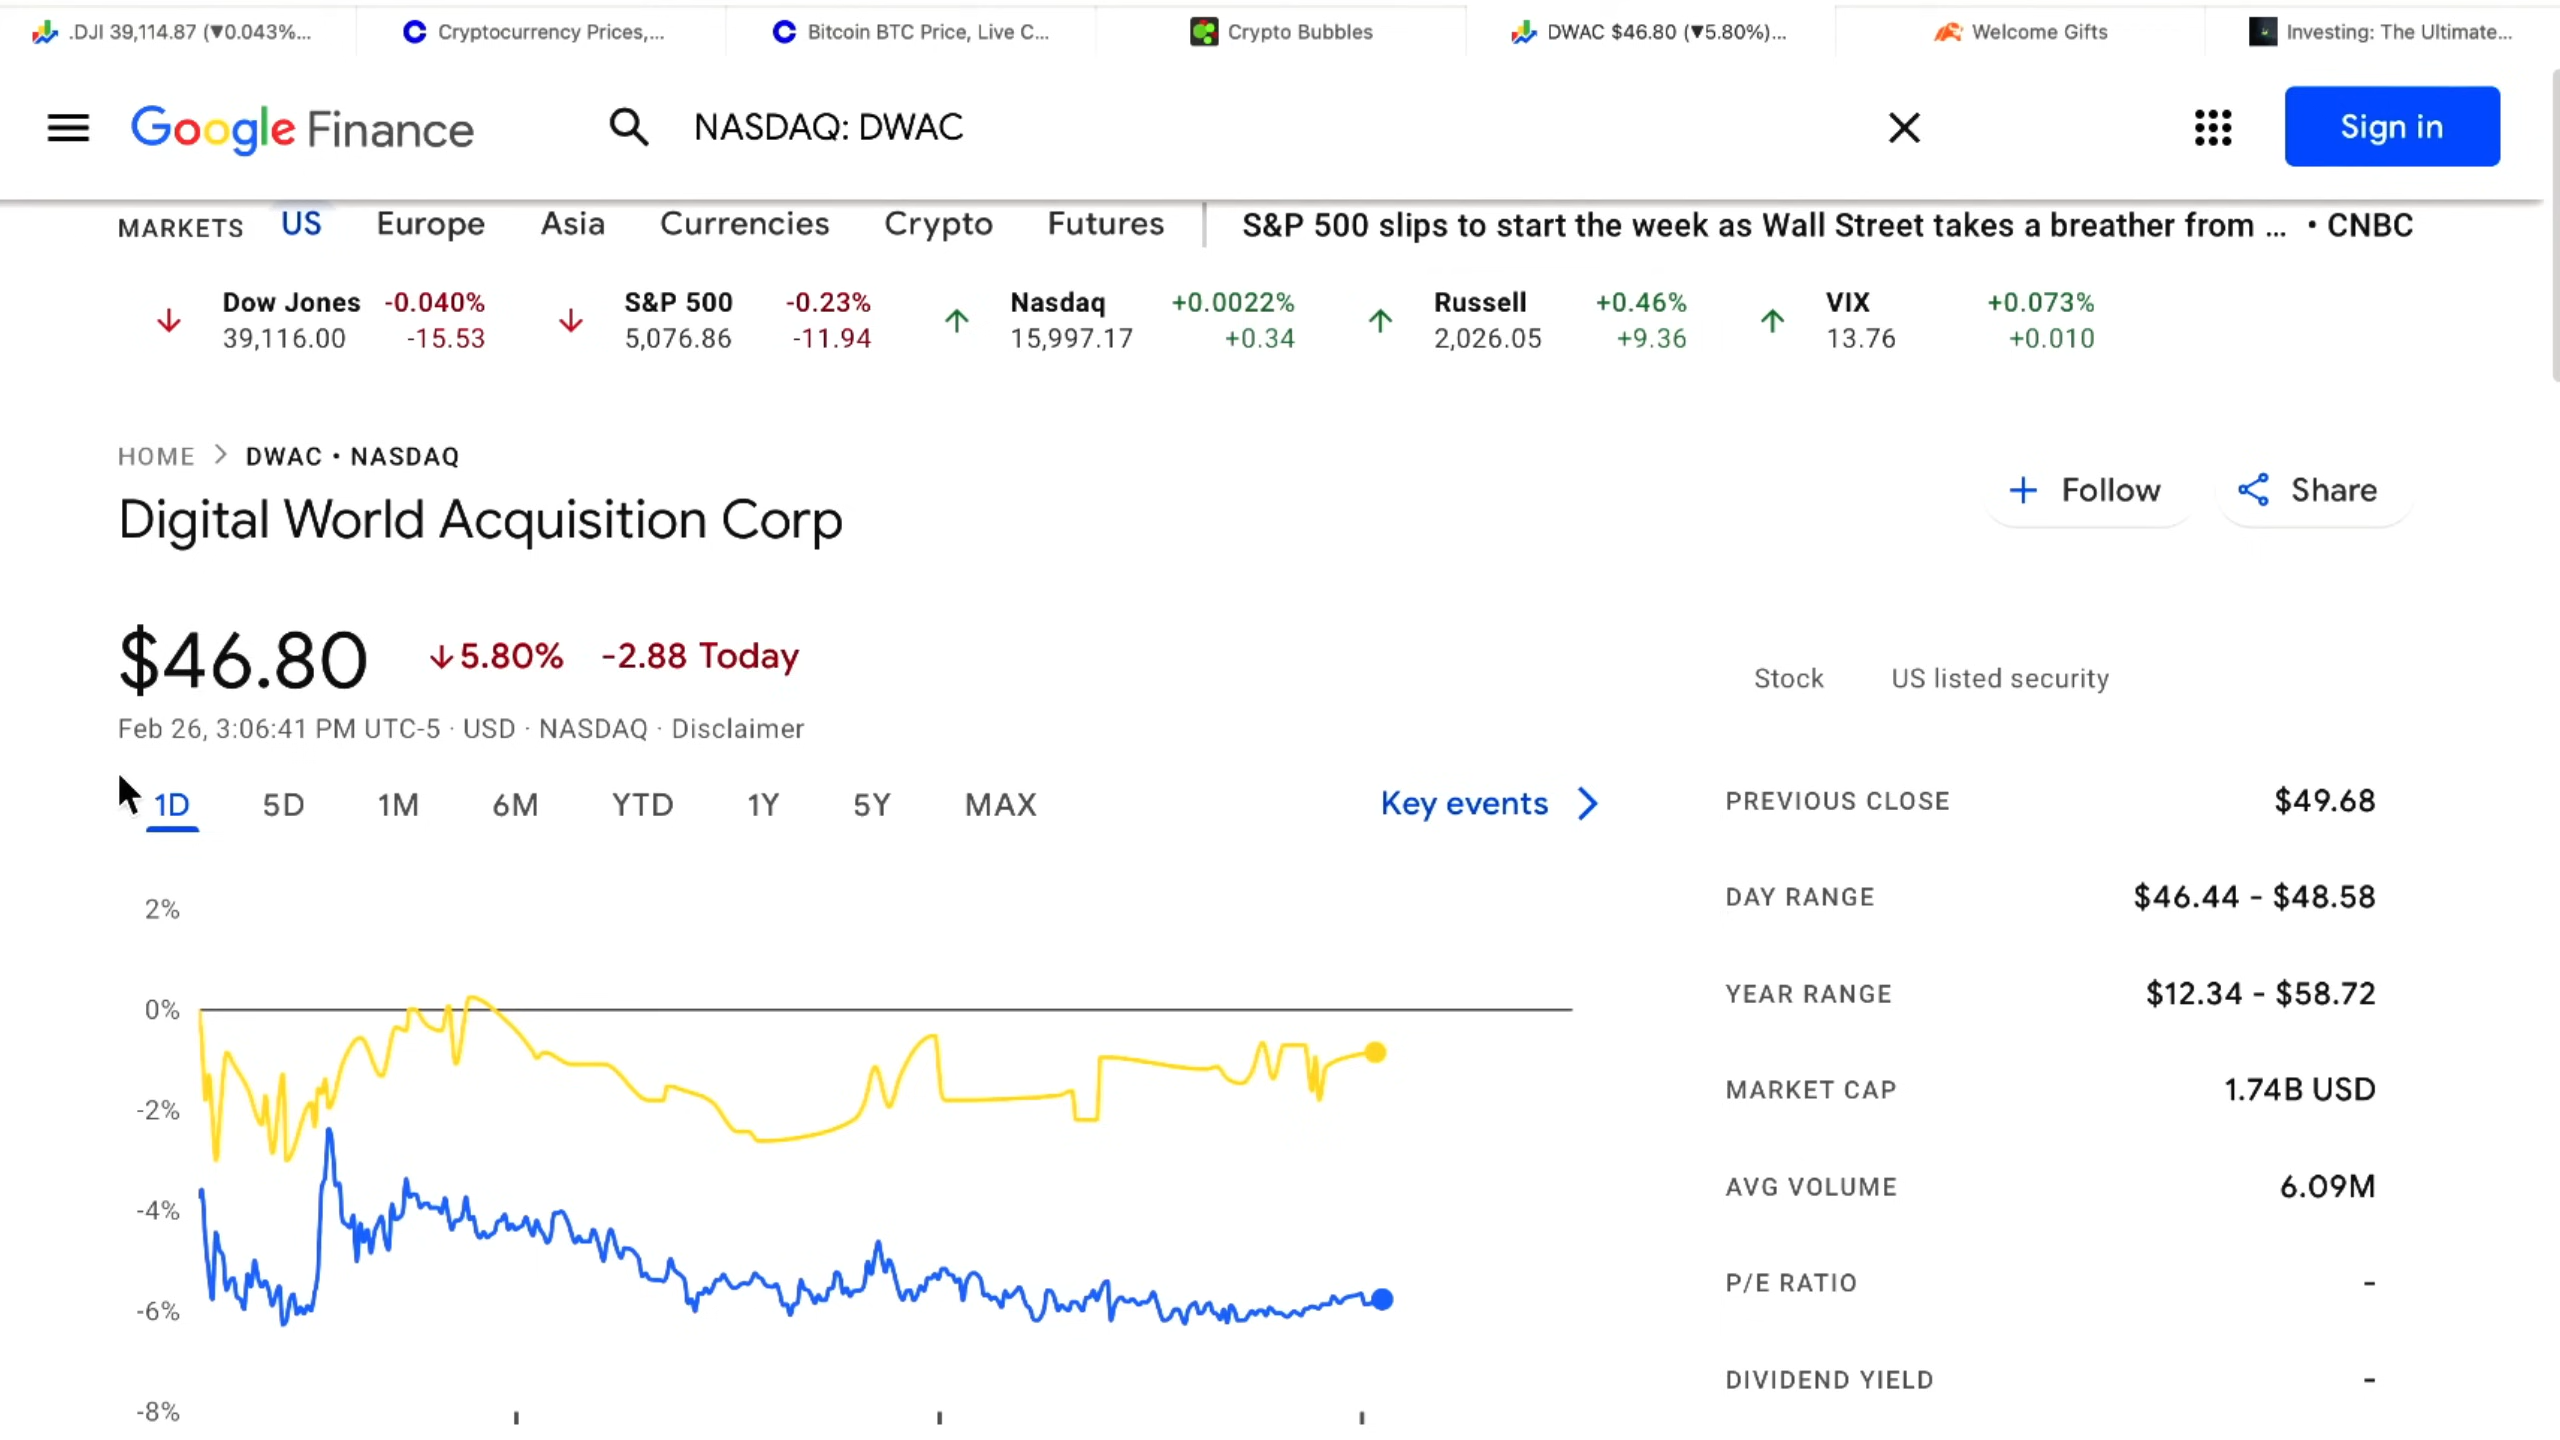 .DJI 39,114.87 (▼0.043%... Cryptocurrency Prices,... Bitcoin BTC Price, Live C... Crypto Bubbles DWAC $46.80 (▼5.80%)... Welcome Gifts Investing: The Ultimate...
Google Finance NASDAQ: DWAC Sign in
MARKETS US Europe Asia Currencies Crypto Futures S&P 500 slips to start the week as Wall Street takes a breather from ... • CNBC
Dow Jones -0.040% S&P 500 -0.23% Nasdaq +0.0022% Russell +0.46% VIX +0.073%
39,116.00 -15.53 5,076.86 -11.94 15,997.17 +0.34 2,026.05 +9.36 13.76 +0.010
HOME > DWAC • NASDAQ
Digital World Acquisition Corp
+ Follow Share
$46.80 ↓5.80% -2.88 Today
Feb 26, 3:06:41 PM UTC-5 · USD · NASDAQ · Disclaimer
Stock US listed security
1D 5D 1M 6M YTD 1Y 5Y MAX Key events >
2%
0%
-2%
-4%
-6%
-8%
PREVIOUS CLOSE $49.68
DAY RANGE $46.44 - $48.58
YEAR RANGE $12.34 - $58.72
MARKET CAP 1.74B USD
AVG VOLUME 6.09M
P/E RATIO -
DIVIDEND YIELD -